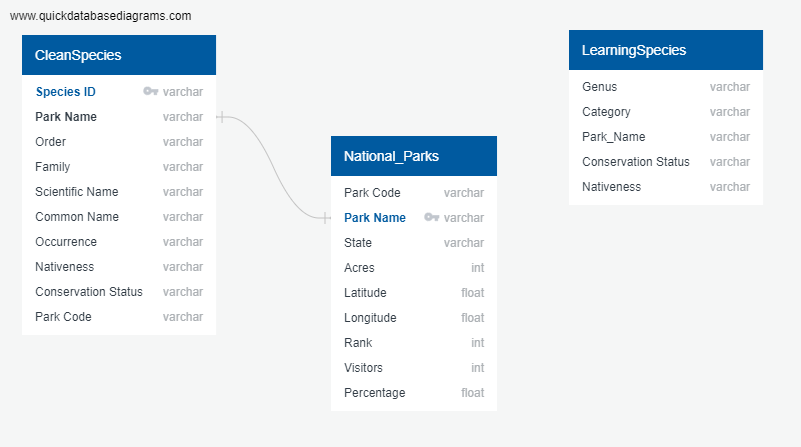 www.quickdatabasediagrams.com
CleanSpecies
Species ID varchar
Park Name varchar
Order varchar
Family varchar
Scientific Name varchar
Common Name varchar
Occurrence varchar
Nativeness varchar
Conservation Status varchar
Park Code varchar
National_Parks
Park Code varchar
Park Name varchar
State varchar
Acres int
Latitude float
Longitude float
Rank int
Visitors int
Percentage float
LearningSpecies
Genus varchar
Category varchar
Park_Name varchar
Conservation Status varchar
Nativeness varchar